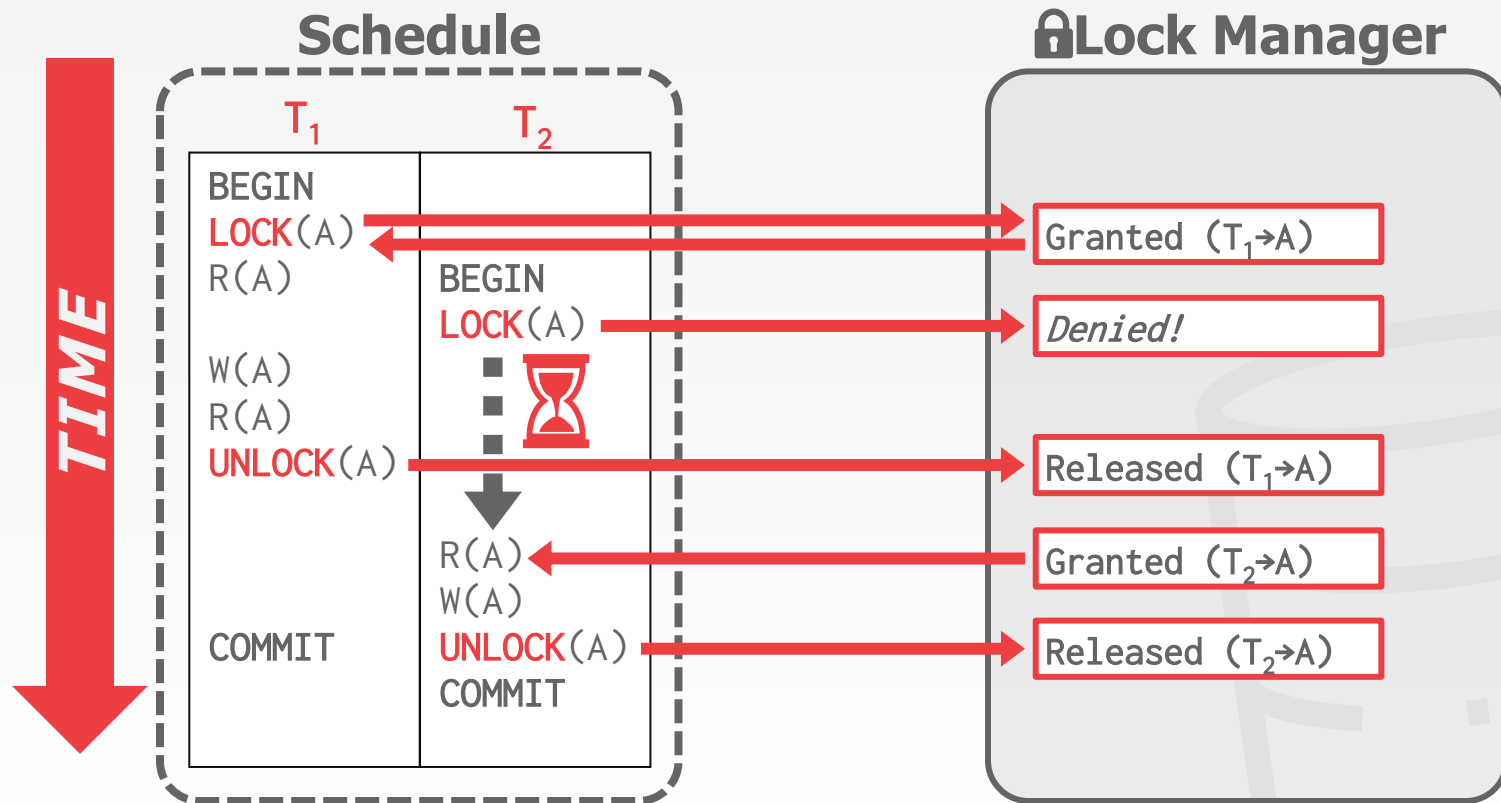 Schedule
Lock Manager
TIME
T1
T2
BEGIN
LOCK(A)
R(A)
W(A)
R(A)
UNLOCK(A)
COMMIT
BEGIN
LOCK(A)
R(A)
W(A)
UNLOCK(A)
COMMIT
Granted (T1→A)
Denied!
Released (T1→A)
Granted (T2→A)
Released (T2→A)